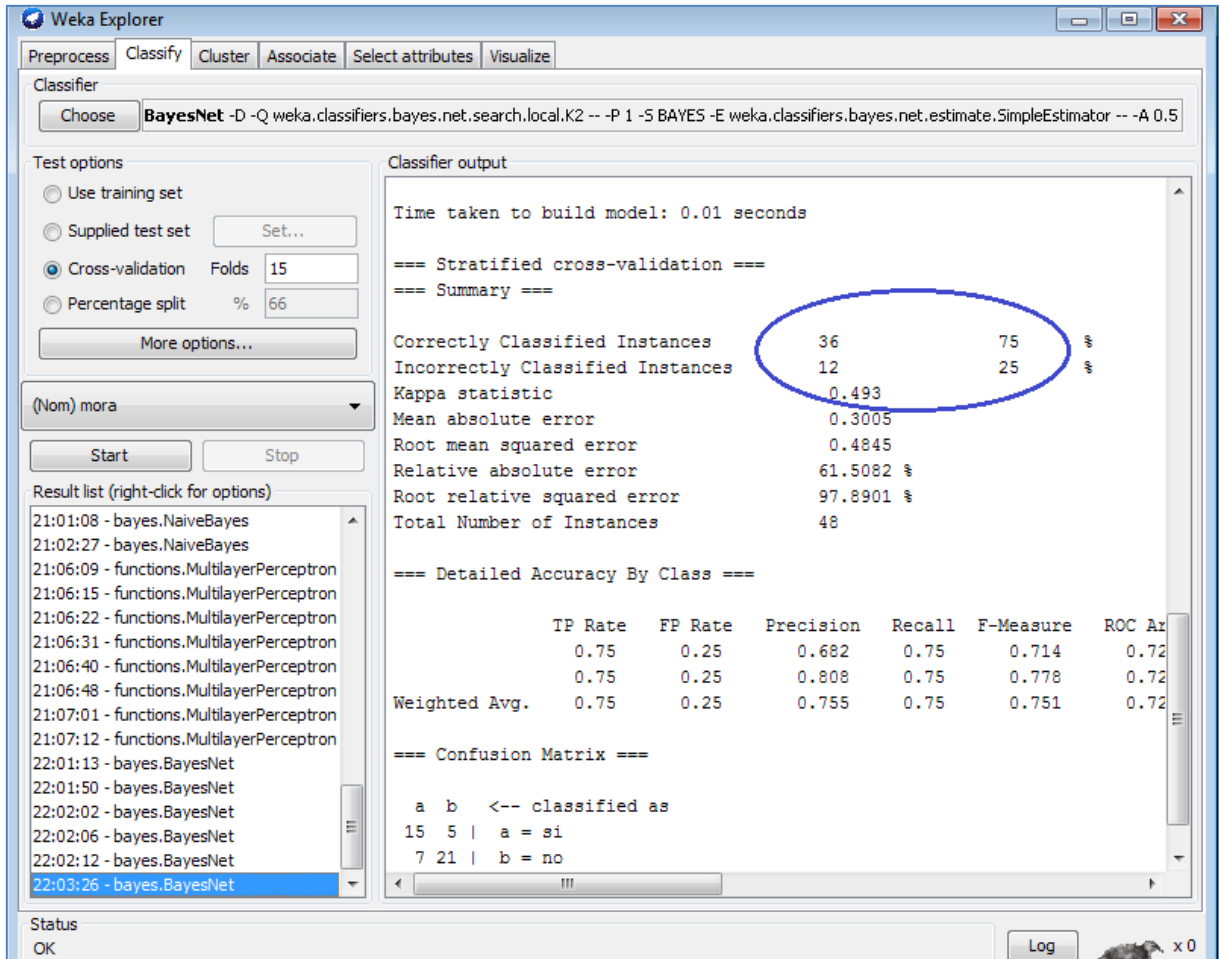 Weka Explorer
Preprocess Classify Cluster Associate Select attributes Visualize
Classifier
Choose BayesNet -D -Q weka.classifiers.bayes.net.search.local.K2 -- -P 1 -S BAYES -E weka.classifiers.bayes.net.estimate.SimpleEstimator -- -A 0.5
Test options
Use training set
Supplied test set Set...
Cross-validation Folds 15
Percentage split % 66
More options...
(Nom) mora
Start Stop
Result list (right-click for options)
21:01:08 - bayes.NaiveBayes
21:02:27 - bayes.NaiveBayes
21:06:09 - functions.MultilayerPerceptron
21:06:15 - functions.MultilayerPerceptron
21:06:22 - functions.MultilayerPerceptron
21:06:31 - functions.MultilayerPerceptron
21:06:40 - functions.MultilayerPerceptron
21:06:48 - functions.MultilayerPerceptron
21:07:01 - functions.MultilayerPerceptron
21:07:12 - functions.MultilayerPerceptron
22:01:13 - bayes.BayesNet
22:01:50 - bayes.BayesNet
22:02:02 - bayes.BayesNet
22:02:06 - bayes.BayesNet
22:02:12 - bayes.BayesNet
22:03:26 - bayes.BayesNet
Classifier output
Time taken to build model: 0.01 seconds
=== Stratified cross-validation ===
=== Summary ===
Correctly Classified Instances 36 75 %
Incorrectly Classified Instances 12 25 %
Kappa statistic 0.493
Mean absolute error 0.3005
Root mean squared error 0.4845
Relative absolute error 61.5082 %
Root relative squared error 97.8901 %
Total Number of Instances 48
=== Detailed Accuracy By Class ===
TP Rate FP Rate Precision Recall F-Measure ROC Ar
0.75 0.25 0.682 0.75 0.714 0.72
0.75 0.25 0.808 0.75 0.778 0.72
Weighted Avg. 0.75 0.25 0.755 0.75 0.751 0.72
=== Confusion Matrix ===
a b <-- classified as
15 5 | a = si
7 21 | b = no
Status
OK
Log x 0